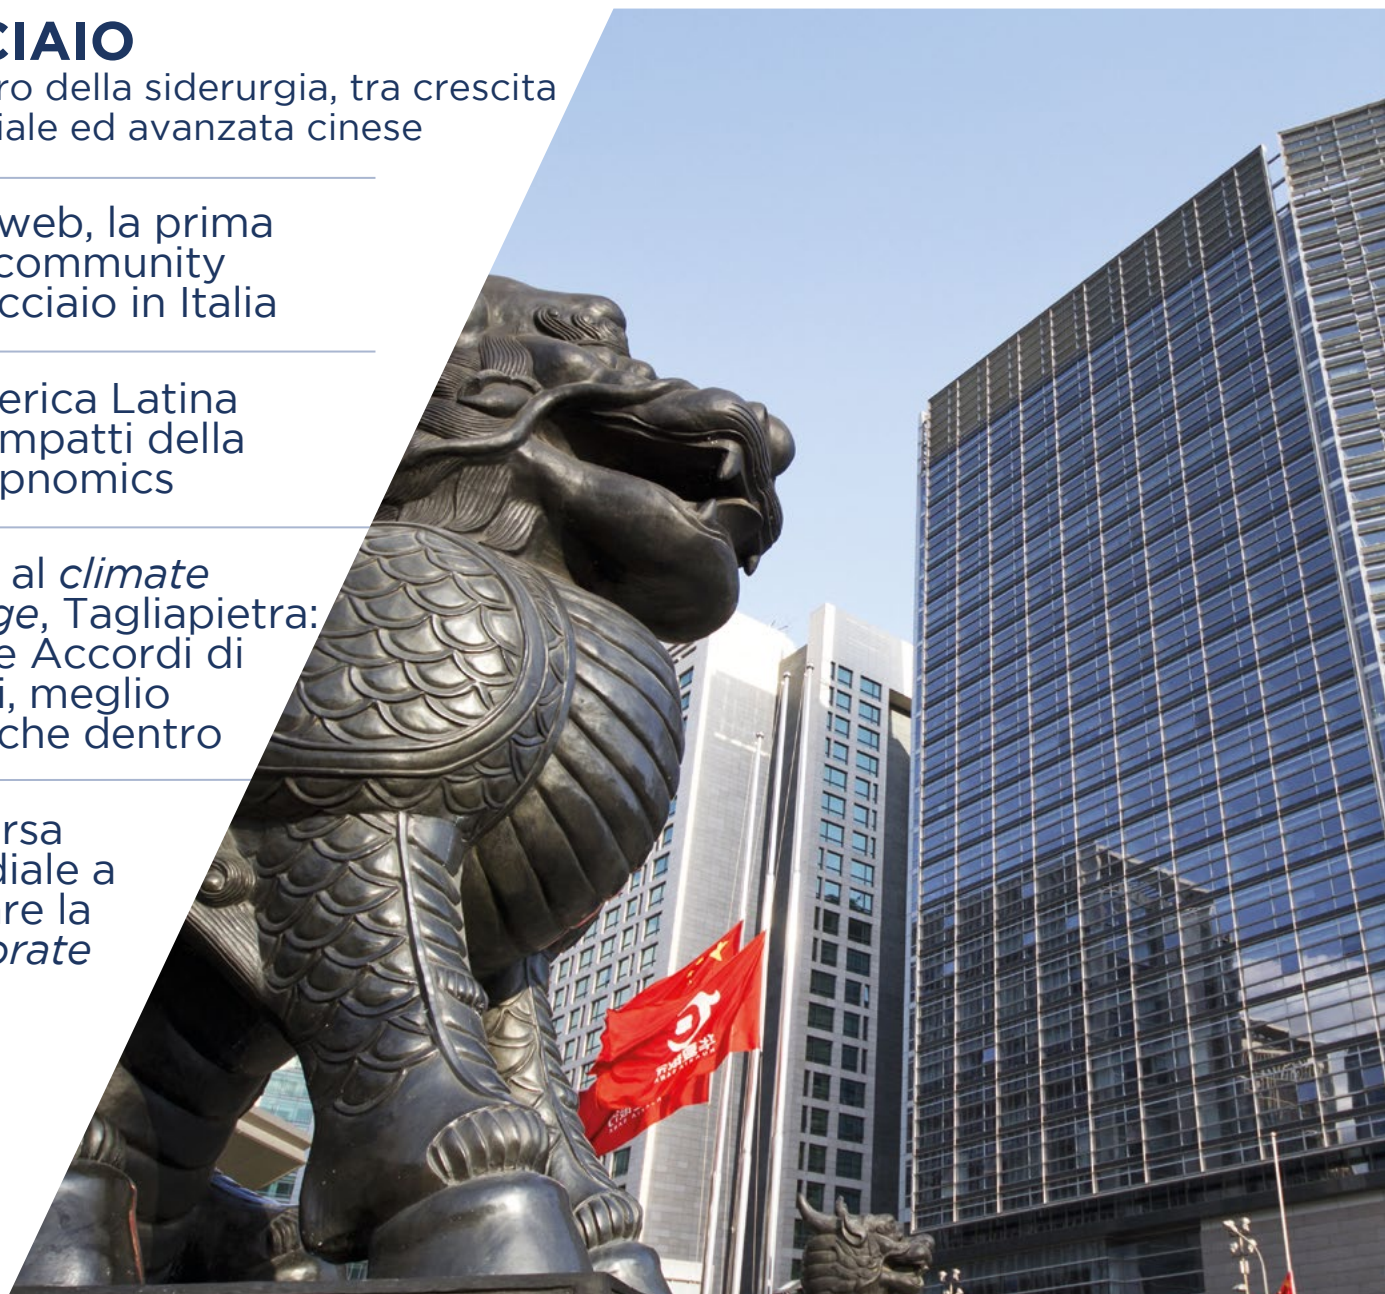 CIAIO
ro della siderurgia, tra crescita
iale ed avanzata cinese
web, la prima
community
cciaio in Italia
erica Latina
mpatti della
pnomics
al climate
ge, Tagliapietra:
e Accordi di
i, meglio
che dentro
rsa
diale a
re la
orate